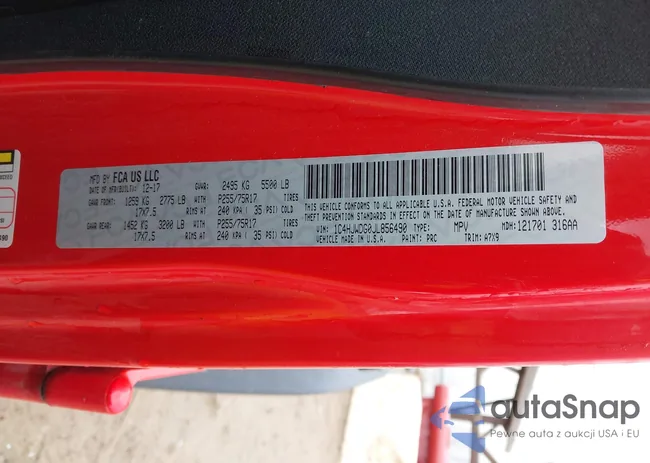 MFD BY FCA US LLC
DATE OF MFR(BUILT): 12-17 GVWR: 2495 KG 5500 LB
GAWR FRONT: 1259 KG 2775 LB WITH P255/75R17 TIRES
17X7.5 RIMS AT 240 KPA ( 35 PSI) COLD
GAWR REAR: 1452 KG 3200 LB WITH P255/75R17 TIRES
17X7.5 RIMS AT 240 KPA ( 35 PSI) COLD
THIS VEHICLE CONFORMS TO ALL APPLICABLE U.S.A. FEDERAL MOTOR VEHICLE SAFETY AND
THEFT PREVENTION STANDARDS IN EFFECT ON THE DATE OF MANUFACTURE SHOWN ABOVE.
VIN: 1C4HJWDG0JL856490 TYPE: MPV MDH: 121701 316AA
VEHICLE MADE IN U.S.A. PAINT: PRC TRIM: A7X9
490
autaSnap
Pewne auta z aukcji USA i EU